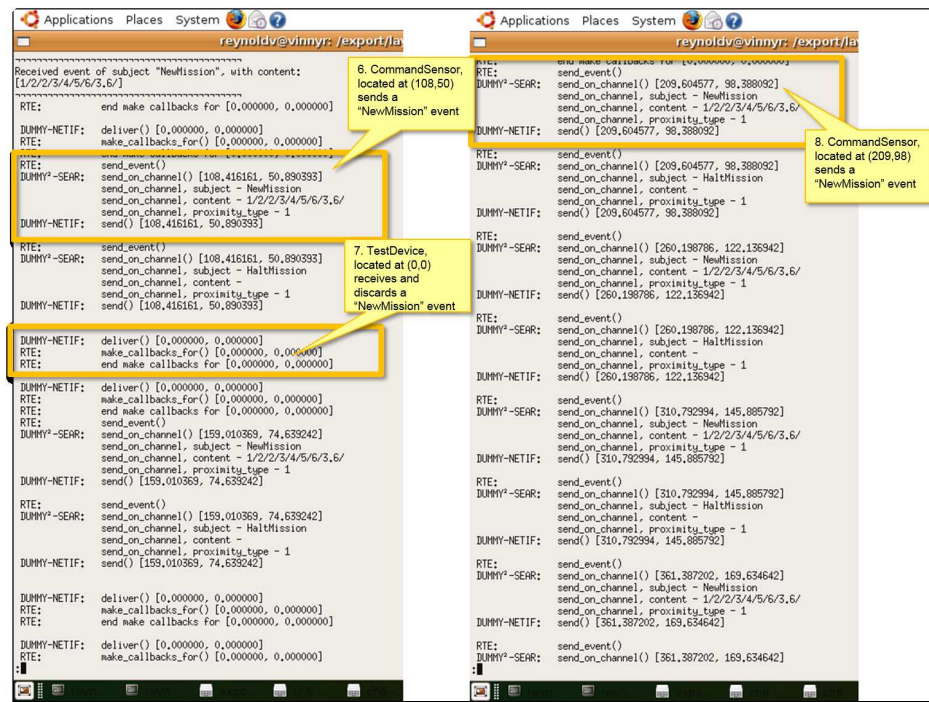 Applications Places System
reynoldv@vinnyr: /export/la
Received event of subject "NewMission", with content:
[1/2/2/3/4/5/6/3.6/]
RTE: end make callbacks for [0.000000, 0.000000]
DUMMY-NETIF: deliver() [0.000000, 0.000000]
RTE: make_callbacks_for() [0.000000, 0.000000]
RTE: end make callbacks for [0.000000, 0.000000]
RTE: send_event()
DUMMY²-SEAR: send_on_channel() [108.416161, 50.890393]
send_on_channel, subject - NewMission
send_on_channel, content - 1/2/2/3/4/5/6/3.6/
send_on_channel, proximity_type - 1
DUMMY-NETIF: send() [108.416161, 50.890393]
RTE: send_event()
DUMMY²-SEAR: send_on_channel() [108.416161, 50.890393]
send_on_channel, subject - HaltMission
send_on_channel, content -
send_on_channel, proximity_type - 1
DUMMY-NETIF: send() [108.416161, 50.890393]
DUMMY-NETIF: deliver() [0.000000, 0.000000]
RTE: make_callbacks_for() [0.000000, 0.000000]
RTE: end make callbacks for [0.000000, 0.000000]
DUMMY-NETIF: deliver() [0.000000, 0.000000]
RTE: make_callbacks_for() [0.000000, 0.000000]
RTE: end make callbacks for [0.000000, 0.000000]
RTE: send_event()
DUMMY²-SEAR: send_on_channel() [159.010369, 74.639242]
send_on_channel, subject - NewMission
send_on_channel, content - 1/2/2/3/4/5/6/3.6/
send_on_channel, proximity_type - 1
DUMMY-NETIF: send() [159.010369, 74.639242]
RTE: send_event()
DUMMY²-SEAR: send_on_channel() [159.010369, 74.639242]
send_on_channel, subject - HaltMission
send_on_channel, content -
send_on_channel, proximity_type - 1
DUMMY-NETIF: send() [159.010369, 74.639242]
DUMMY-NETIF: deliver() [0.000000, 0.000000]
RTE: make_callbacks_for() [0.000000, 0.000000]
RTE: end make callbacks for [0.000000, 0.000000]
DUMMY-NETIF: deliver() [0.000000, 0.000000]
RTE: make_callbacks_for() [0.000000, 0.000000]
:
6. CommandSensor,
located at (108,50)
sends a
“NewMission” event
7. TestDevice,
located at (0,0)
receives and
discards a
“NewMission” event
Applications Places System
reynoldv@vinnyr: /export/la
RTE: end make callbacks for [0.000000, 0.000000]
RTE: send_event()
DUMMY²-SEAR: send_on_channel() [209.604577, 98.388092]
send_on_channel, subject - NewMission
send_on_channel, content - 1/2/2/3/4/5/6/3.6/
send_on_channel, proximity_type - 1
DUMMY-NETIF: send() [209.604577, 98.388092]
RTE: send_event()
DUMMY²-SEAR: send_on_channel() [209.604577, 98.388092]
send_on_channel, subject - HaltMission
send_on_channel, content -
send_on_channel, proximity_type - 1
DUMMY-NETIF: send() [209.604577, 98.388092]
RTE: send_event()
DUMMY²-SEAR: send_on_channel() [260.198786, 122.136942]
send_on_channel, subject - NewMission
send_on_channel, content - 1/2/2/3/4/5/6/3.6/
send_on_channel, proximity_type - 1
DUMMY-NETIF: send() [260.198786, 122.136942]
RTE: send_event()
DUMMY²-SEAR: send_on_channel() [260.198786, 122.136942]
send_on_channel, subject - HaltMission
send_on_channel, content -
send_on_channel, proximity_type - 1
DUMMY-NETIF: send() [260.198786, 122.136942]
RTE: send_event()
DUMMY²-SEAR: send_on_channel() [310.792994, 145.885792]
send_on_channel, subject - NewMission
send_on_channel, content - 1/2/2/3/4/5/6/3.6/
send_on_channel, proximity_type - 1
DUMMY-NETIF: send() [310.792994, 145.885792]
RTE: send_event()
DUMMY²-SEAR: send_on_channel() [310.792994, 145.885792]
send_on_channel, subject - HaltMission
send_on_channel, content -
send_on_channel, proximity_type - 1
DUMMY-NETIF: send() [310.792994, 145.885792]
RTE: send_event()
DUMMY²-SEAR: send_on_channel() [361.387202, 169.634642]
send_on_channel, subject - NewMission
send_on_channel, content - 1/2/2/3/4/5/6/3.6/
send_on_channel, proximity_type - 1
DUMMY-NETIF: send() [361.387202, 169.634642]
RTE: send_event()
DUMMY²-SEAR: send_on_channel() [361.387202, 169.634642]
:
8. CommandSensor,
located at (209,98)
sends a
“NewMission” event